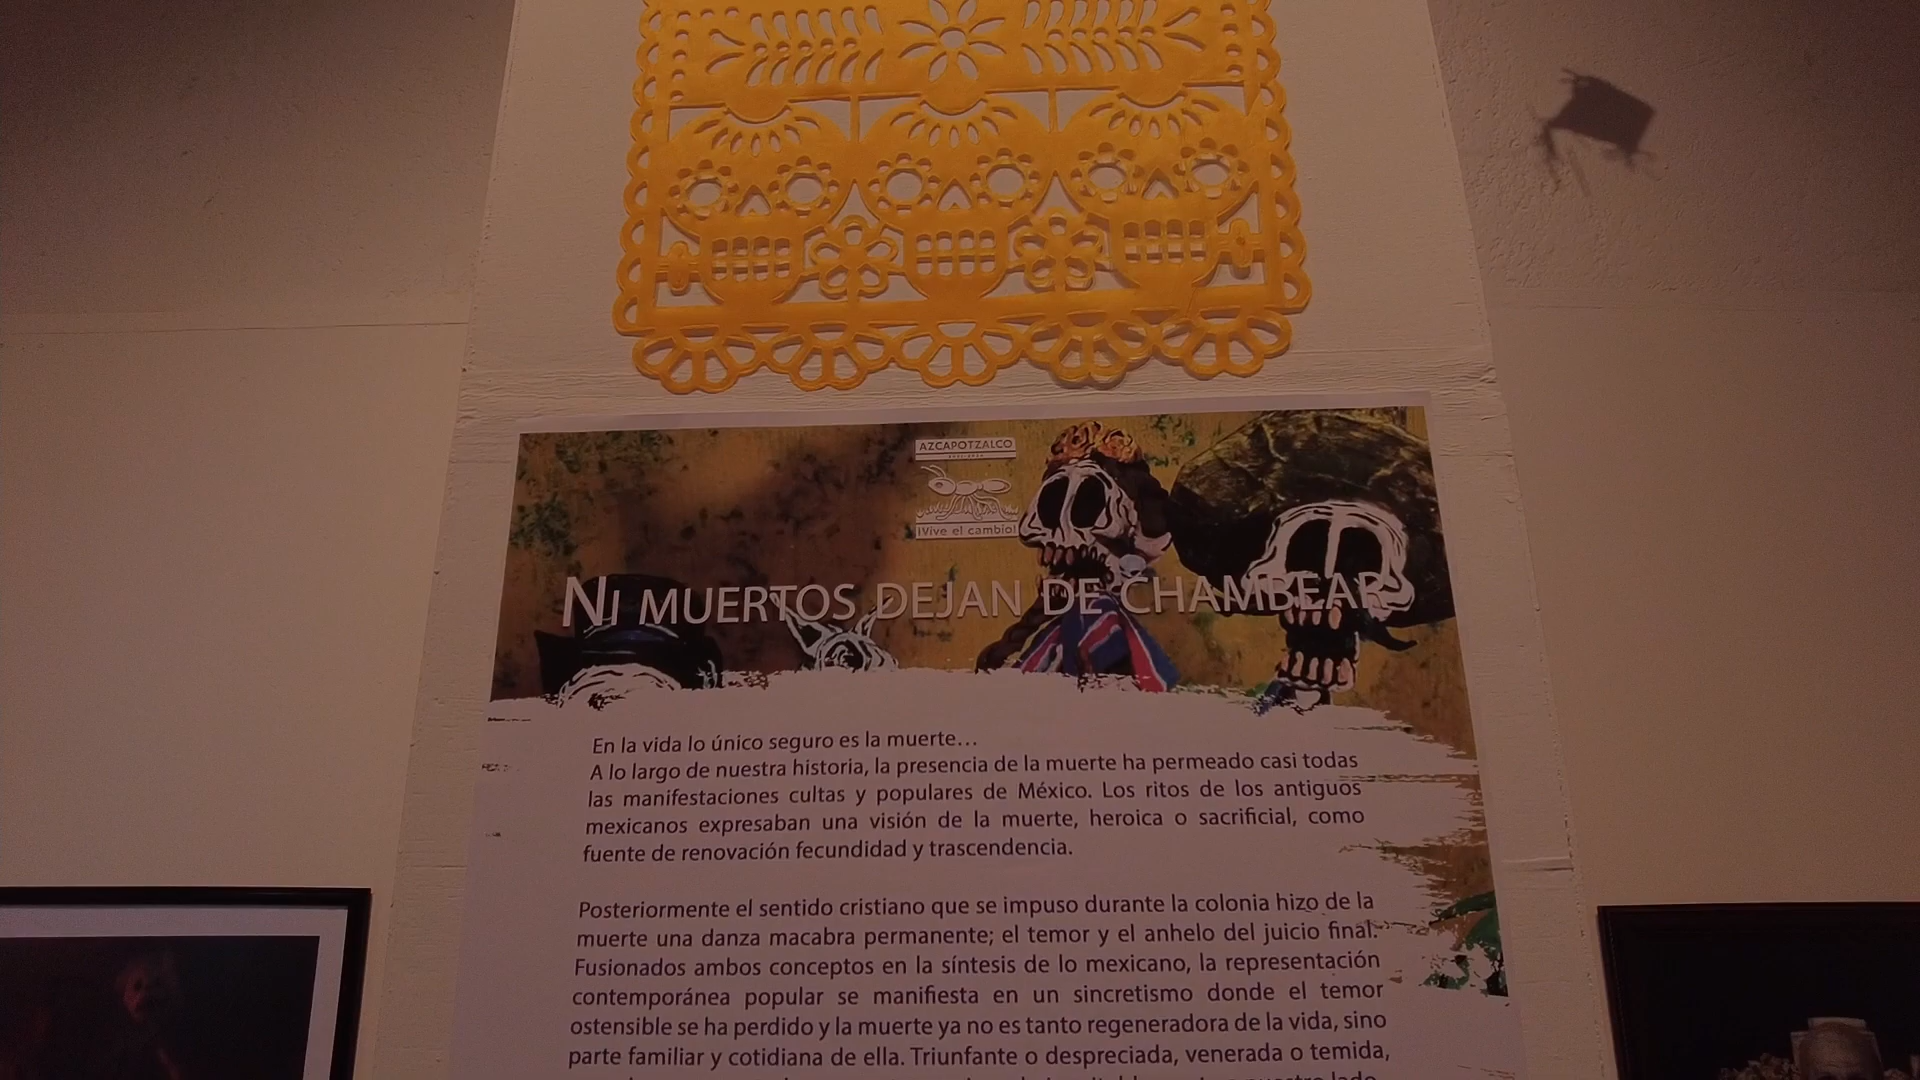 AZCAPOTZALCO
¡Vive el cambio!
NI MUERTOS DEJAN DE CHAMBEAR
En la vida lo único seguro es la muerte…
A lo largo de nuestra historia, la presencia de la muerte ha permeado casi todas
las manifestaciones cultas y populares de México. Los ritos de los antiguos
mexicanos expresaban una visión de la muerte, heroica o sacrificial, como
fuente de renovación fecundidad y trascendencia.
Posteriormente el sentido cristiano que se impuso durante la colonia hizo de la
muerte una danza macabra permanente; el temor y el anhelo del juicio final.
Fusionados ambos conceptos en la síntesis de lo mexicano, la representación
contemporánea popular se manifiesta en un sincretismo donde el temor
ostensible se ha perdido y la muerte ya no es tanto regeneradora de la vida, sino
parte familiar y cotidiana de ella. Triunfante o despreciada, venerada o temida,